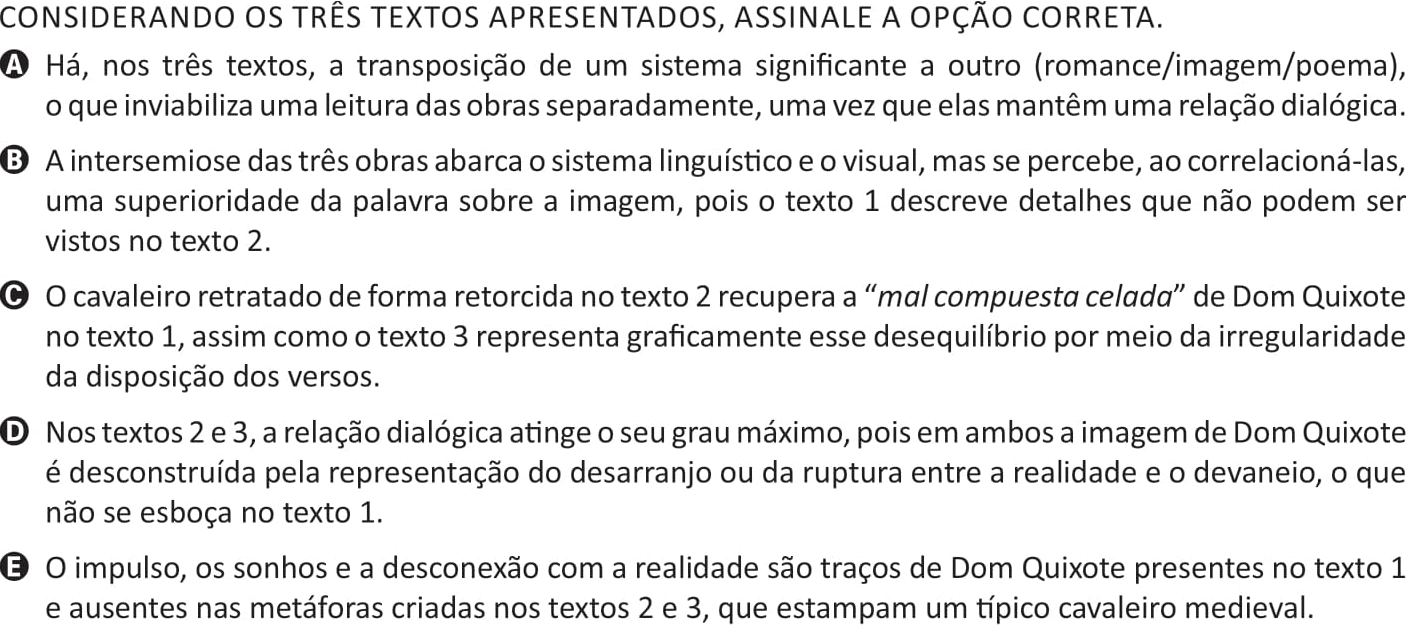 CONSIDERANDO OS TRÊS TEXTOS APRESENTADOS, ASSINALE A OPÇÃO CORRETA.
A Há, nos três textos, a transposição de um sistema significante a outro (romance/imagem/poema),
o que inviabiliza uma leitura das obras separadamente, uma vez que elas mantêm uma relação dialógica.
B A intersemiose das três obras abarca o sistema linguístico e o visual, mas se percebe, ao correlacioná-las,
uma superioridade da palavra sobre a imagem, pois o texto 1 descreve detalhes que não podem ser
vistos no texto 2.
C O cavaleiro retratado de forma retorcida no texto 2 recupera a “mal compuesta celada” de Dom Quixote
no texto 1, assim como o texto 3 representa graficamente esse desequilíbrio por meio da irregularidade
da disposição dos versos.
D Nos textos 2 e 3, a relação dialógica atinge o seu grau máximo, pois em ambos a imagem de Dom Quixote
é desconstruída pela representação do desarranjo ou da ruptura entre a realidade e o devaneio, o que
não se esboça no texto 1.
E O impulso, os sonhos e a desconexão com a realidade são traços de Dom Quixote presentes no texto 1
e ausentes nas metáforas criadas nos textos 2 e 3, que estampam um típico cavaleiro medieval.